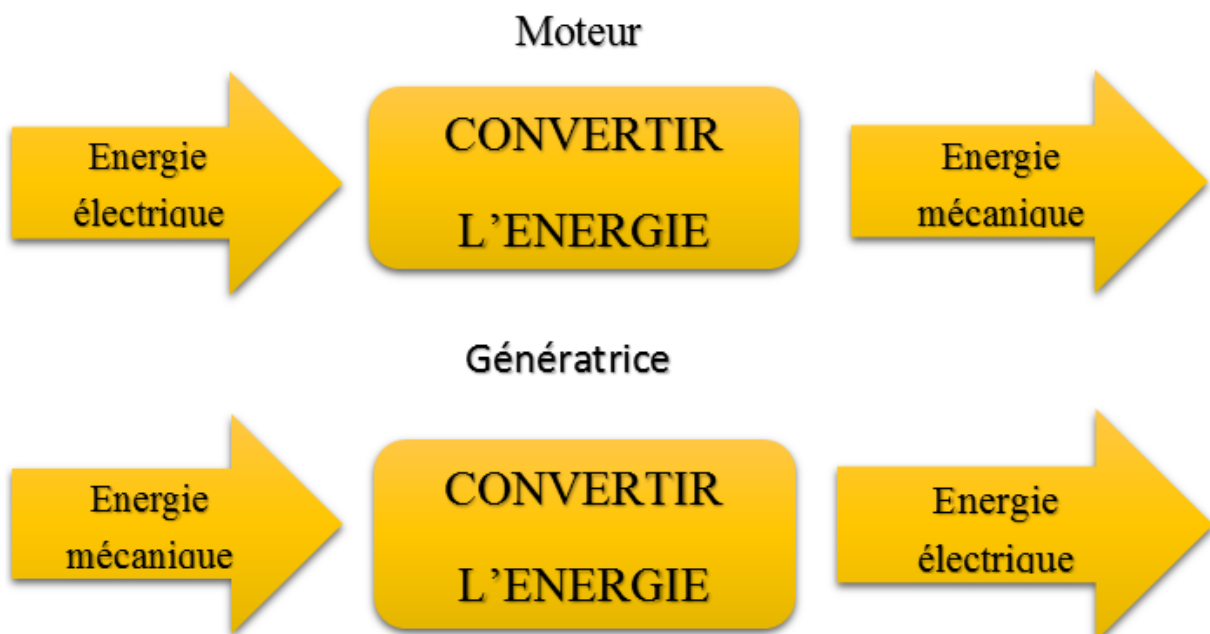 Moteur
Energie
électrique
CONVERTIR
L’ENERGIE
Energie
mécanique
Génératrice
Energie
mécanique
CONVERTIR
L’ENERGIE
Energie
électrique